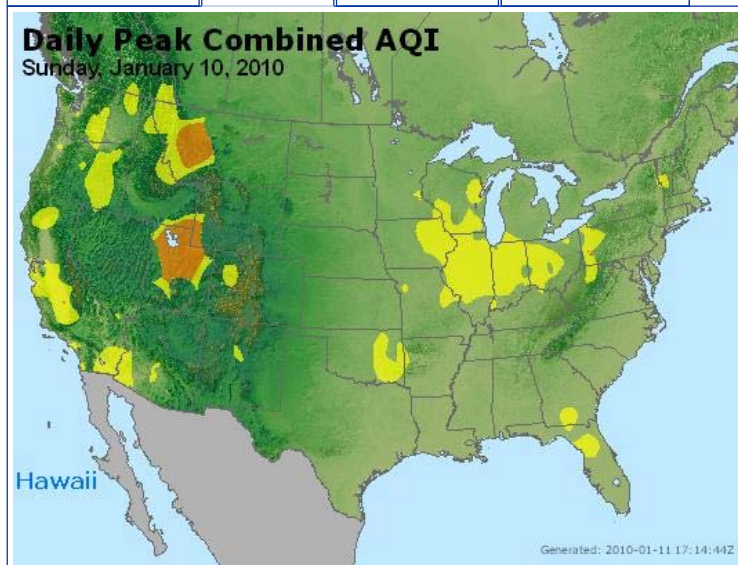 Daily Peak Combined AQI
Sunday, January 10, 2010
Hawaii
Generated: 2010-01-11 17:14:44Z